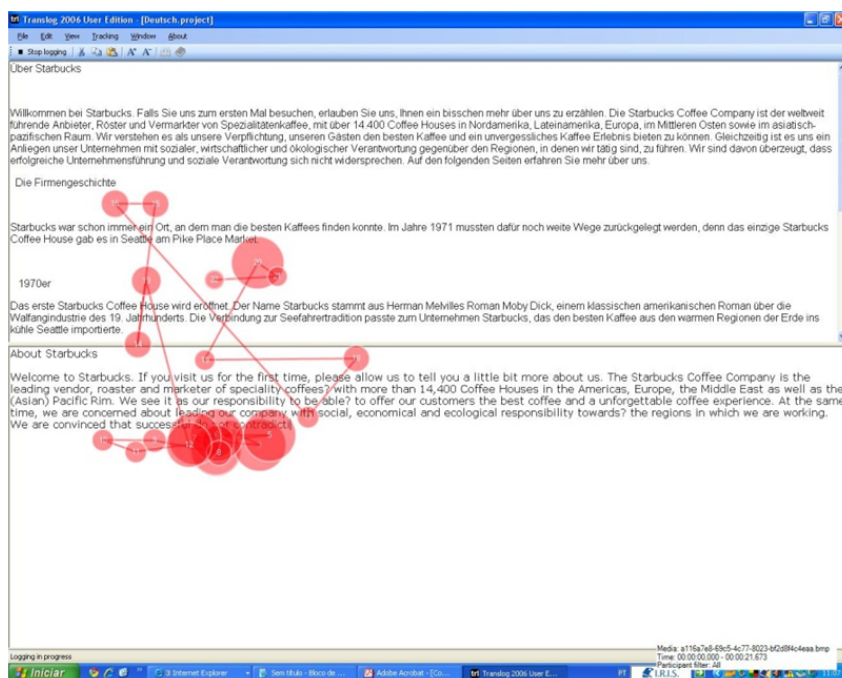 Translog 2006 User Edition - [Deutsch.project]
File Edit View Tracking Window About
Stop logging
Über Starbucks
Willkommen bei Starbucks. Falls Sie uns zum ersten Mal besuchen, erlauben Sie uns, Ihnen ein bisschen mehr über uns zu erzählen. Die Starbucks Coffee Company ist der weltweit
führende Anbieter, Röster und Vermarkter von Spezialitätenkaffee, mit über 14.400 Coffee Houses in Nordamerika, Lateinamerika, Europa, im Mittleren Osten sowie im asiatisch-
pazifischen Raum. Wir verstehen es als unsere Verpflichtung, unseren Gästen den besten Kaffee und ein unvergessliches Kaffee Erlebnis bieten zu können. Gleichzeitig ist es uns ein
Anliegen unser Unternehmen mit sozialer, wirtschaftlicher und ökologischer Verantwortung gegenüber den Regionen, in denen wir tätig sind, zu führen. Wir sind davon überzeugt, dass
erfolgreiche Unternehmensführung und soziale Verantwortung sich nicht widersprechen. Auf den folgenden Seiten erfahren Sie mehr über uns.
Die Firmengeschichte
Starbucks war schon immer ein Ort, an dem man die besten Kaffees finden konnte. Im Jahre 1971 mussten dafür noch weite Wege zurückgelegt werden, denn das einzige Starbucks
Coffee House gab es in Seattle am Pike Place Market.
1970er
Das erste Starbucks Coffee House wird eröffnet. Der Name Starbucks stammt aus Herman Melvilles Roman Moby Dick, einem klassischen amerikanischen Roman über die
Walfangindustrie des 19. Jahrhunderts. Die Verbindung zur Seefahrertradition passte zum Unternehmen Starbucks, das den besten Kaffee aus den warmen Regionen der Erde ins
kühle Seattle importierte.
About Starbucks
Welcome to Starbucks. If you visit us for the first time, please allow us to tell you a little bit more about us. The Starbucks Coffee Company is the
leading vendor, roaster and marketer of speciality coffees? with more than 14,400 Coffee Houses in the Americas, Europe, the Middle East as well as the
(Asian) Pacific Rim. We see it as our responsibility to be able? to offer our customers the best coffee and a unforgettable coffee experience. At the same
time, we are concerned about leading our company with social, economical and ecological responsibility towards? the regions in which we are working.
We are convinced that
Logging in progress
Media: a116a7e8-69c5-4c77-8023-bf2d8f4c4eaa.bmp
Time: 00:00:00,000 - 00:00:21,673
Participant filter: All
Iniciar 3 Internet Explorer Sem título - Bloco de ... Adobe Acrobat - [Co... Translog 2006 User E... PT I.R.I.S.